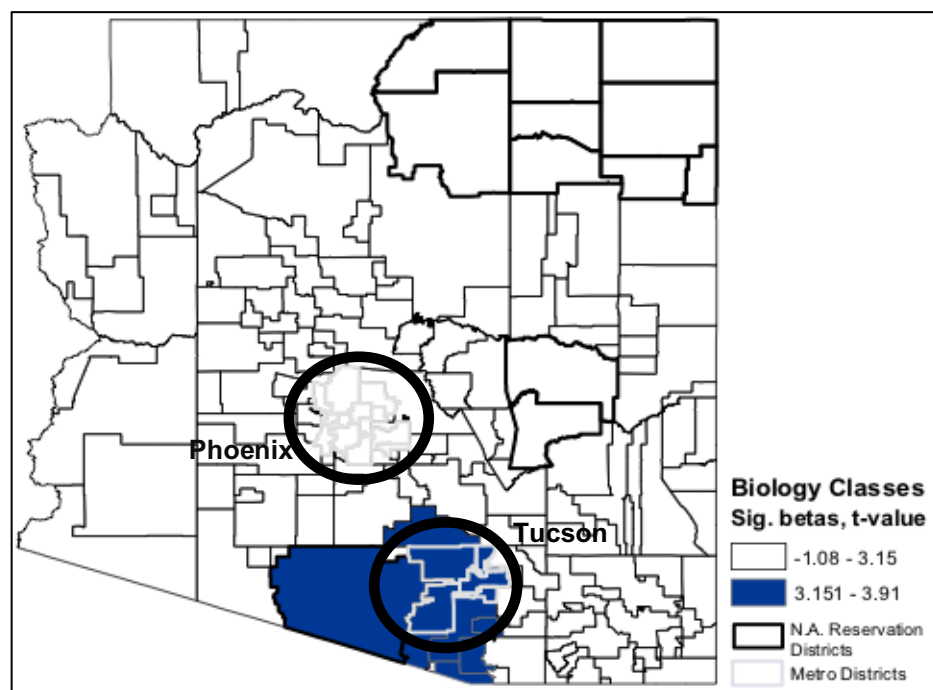 Phoenix
Tucson
Biology Classes
Sig. betas, t-value
-1.08 - 3.15
3.151 - 3.91
N.A. Reservation
Districts
Metro Districts